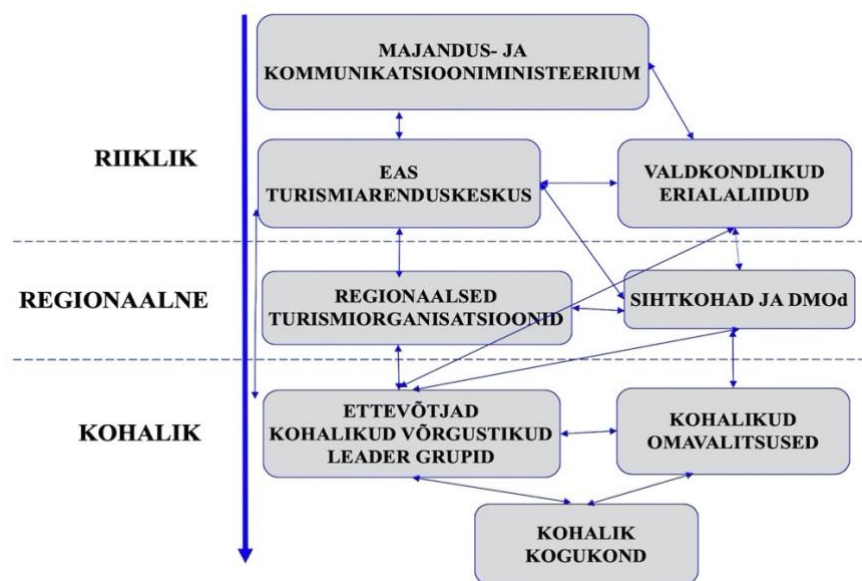 MAJANDUS- JA
KOMMUNIKATSIOONIMINISTEERIUM
RIIKLIK
EAS
TURISMIARENDUSKESKUS
VALDKONDLIKUD
ERIALALIIDUD
REGIONAALNE
REGIONAALSED
TURISMIORGANISATSIOONID
SIHTKOHAD JA DMOd
KOHALIK
ETTEVÕTJAD
KOHALIKUD VÕRGUSTIKUD
LEADER GRUPID
KOHALIKUD
OMAVALITSUSED
KOHALIK
KOGUKOND